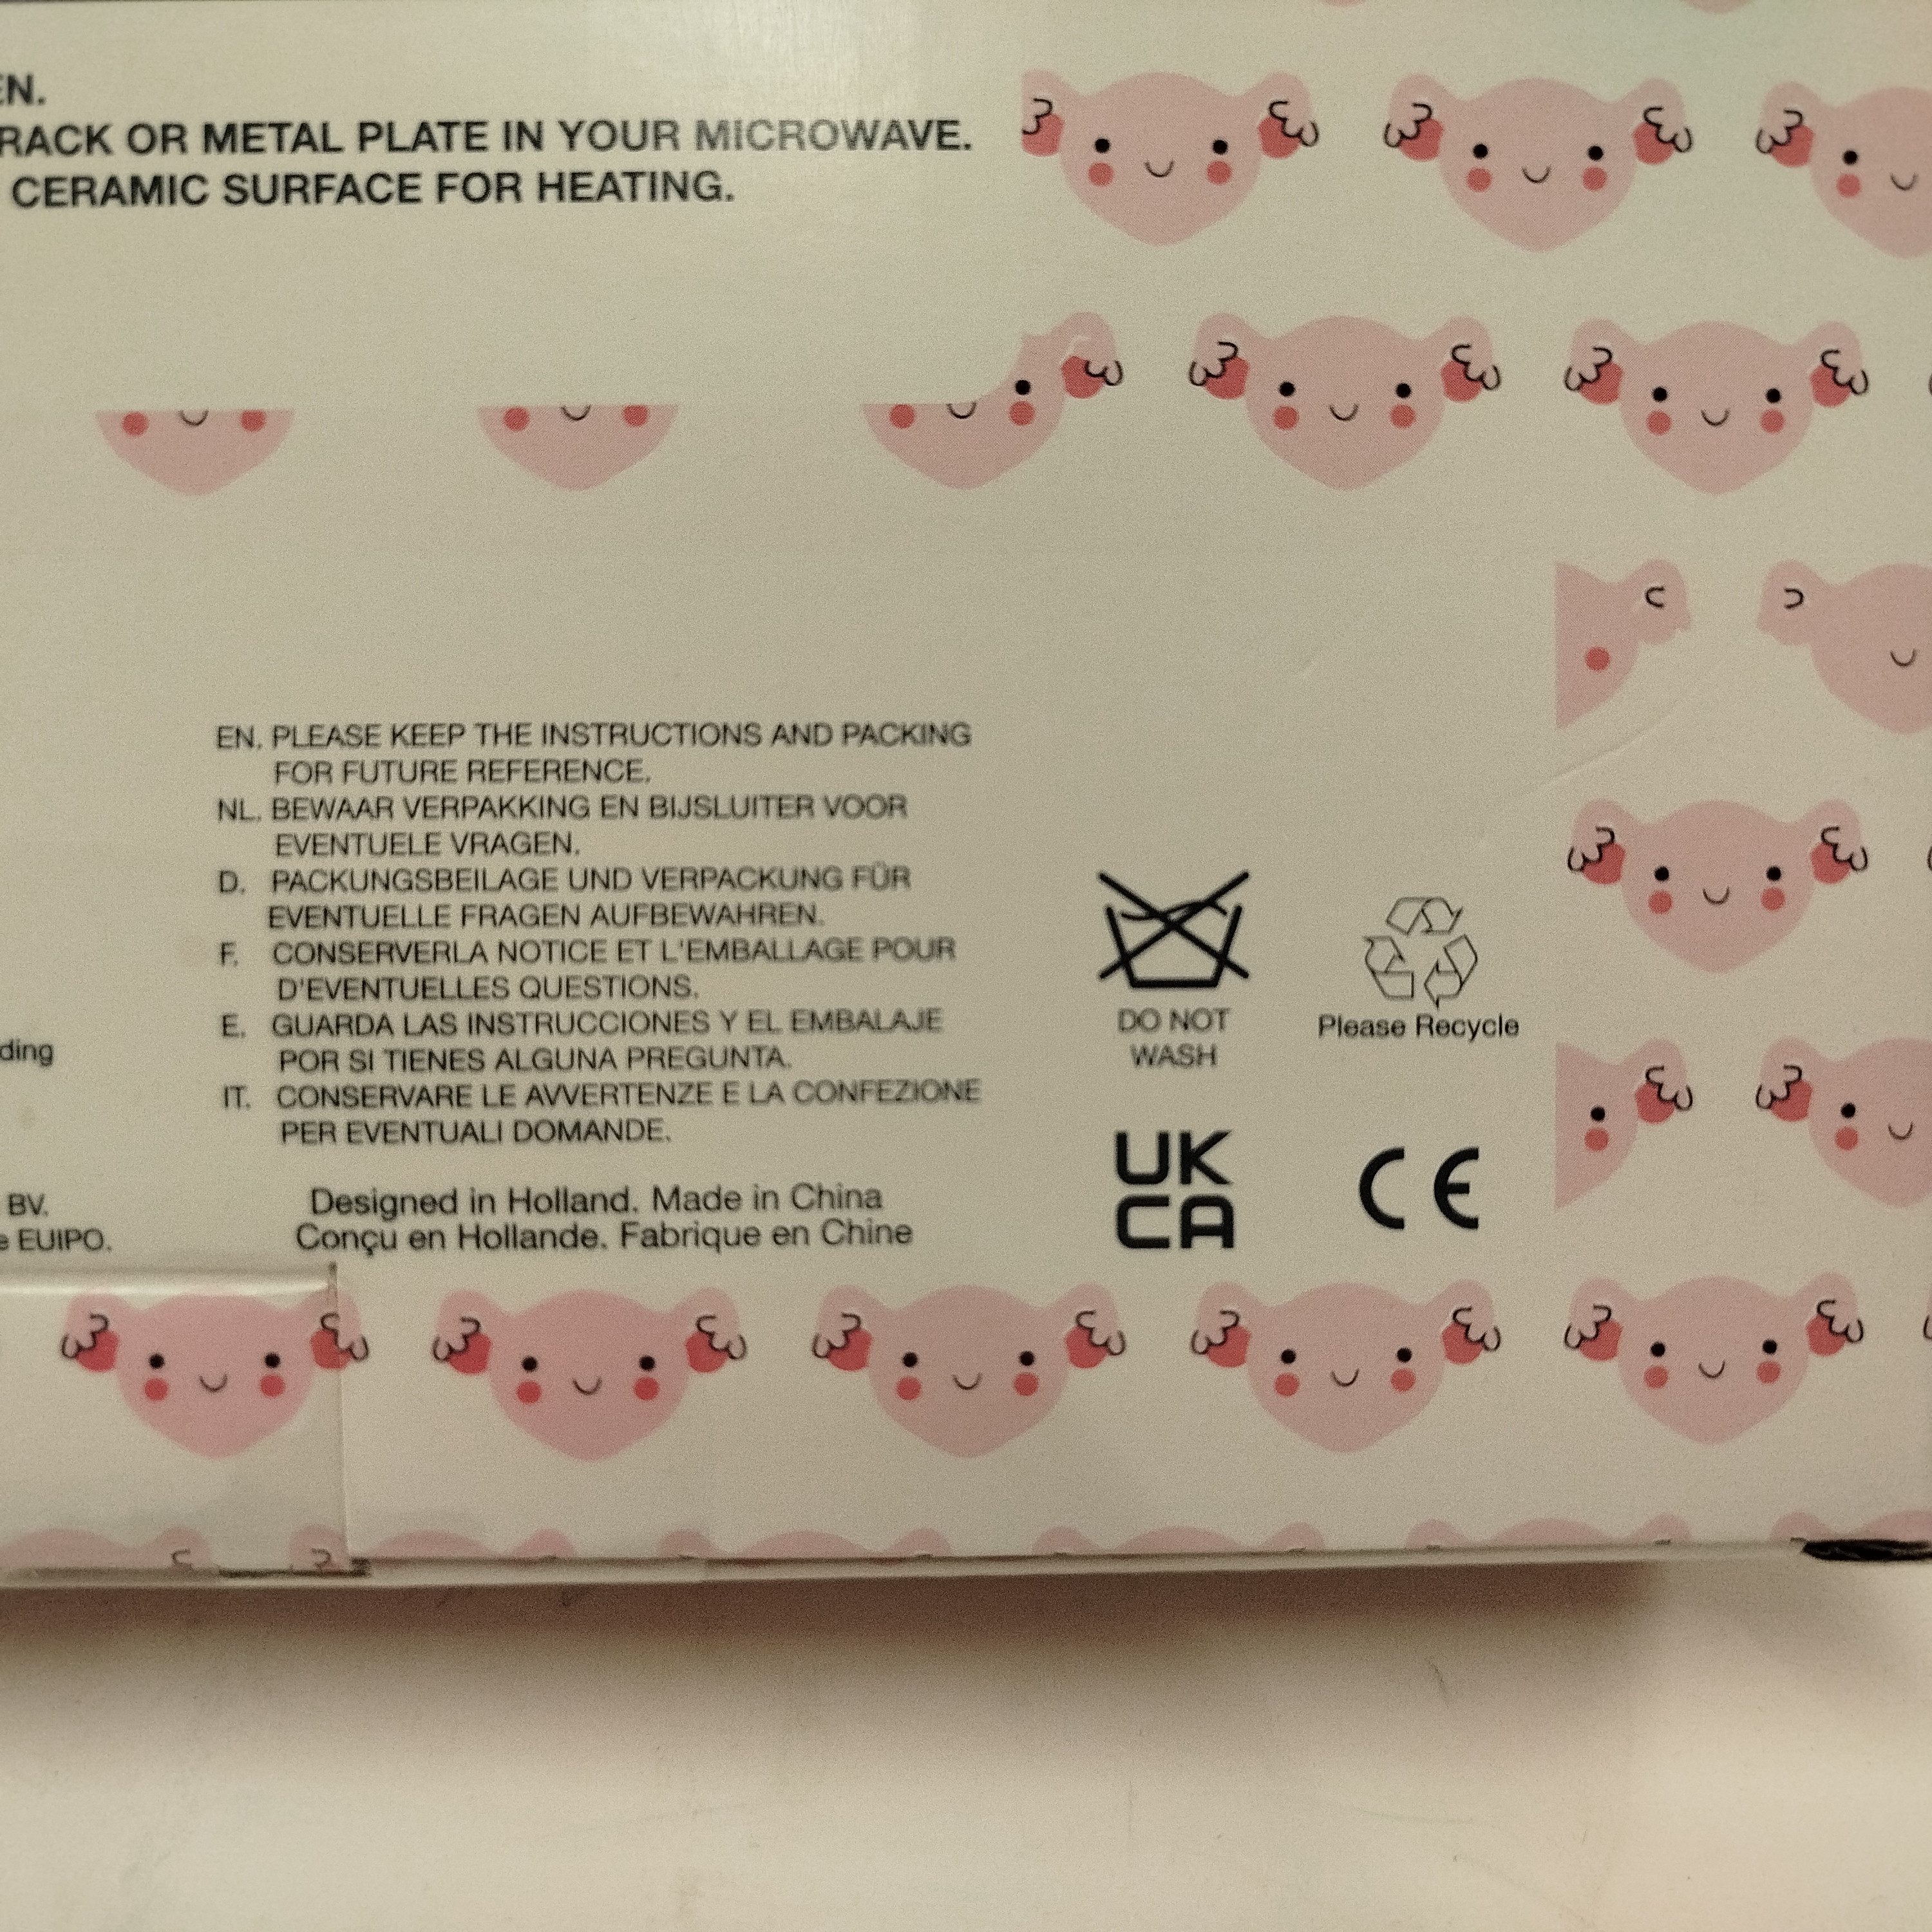 EN.
RACK OR METAL PLATE IN YOUR MICROWAVE.
CERAMIC SURFACE FOR HEATING.
EN. PLEASE KEEP THE INSTRUCTIONS AND PACKING
FOR FUTURE REFERENCE.
NL. BEWAAR VERPAKKING EN BIJSLUITER VOOR
EVENTUELE VRAGEN.
D. PACKUNGSBEILAGE UND VERPACKUNG FÜR
EVENTUELLE FRAGEN AUFBEWAHREN.
F. CONSERVERLA NOTICE ET L'EMBALLAGE POUR
D'EVENTUELLES QUESTIONS.
E. GUARDA LAS INSTRUCCIONES Y EL EMBALAJE
POR SI TIENES ALGUNA PREGUNTA.
IT. CONSERVARE LE AVVERTENZE E LA CONFEZIONE
PER EVENTUALI DOMANDE.
Designed in Holland. Made in China
Conçu en Hollande. Fabrique en Chine
ding
BV.
e EUIPO.
DO NOT
WASH
Please Recycle
UK
CA
CE